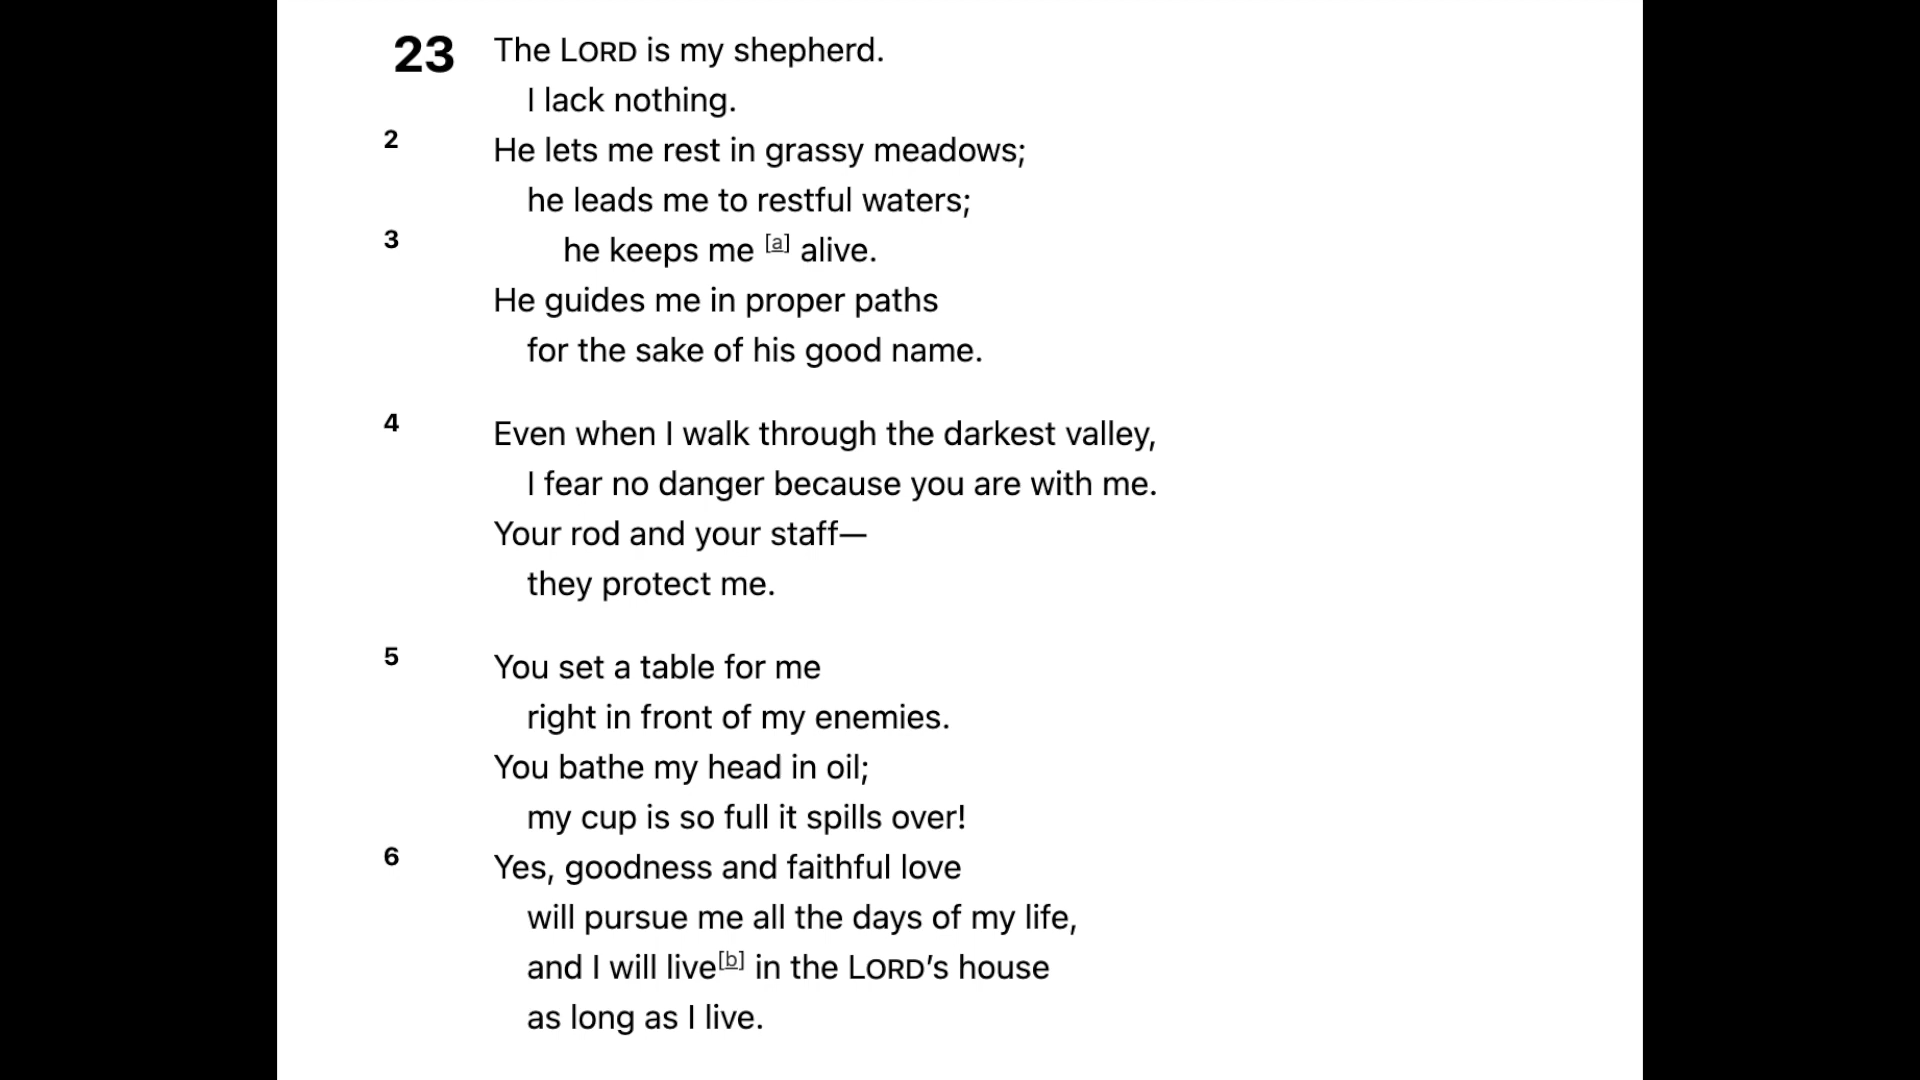 23 The LORD is my shepherd.
I lack nothing.
2 He lets me rest in grassy meadows;
he leads me to restful waters;
3 he keeps me [a] alive.
He guides me in proper paths
for the sake of his good name.
4 Even when I walk through the darkest valley,
I fear no danger because you are with me.
Your rod and your staff—
they protect me.
5 You set a table for me
right in front of my enemies.
You bathe my head in oil;
my cup is so full it spills over!
6 Yes, goodness and faithful love
will pursue me all the days of my life,
and I will live[b] in the LORD’s house
as long as I live.